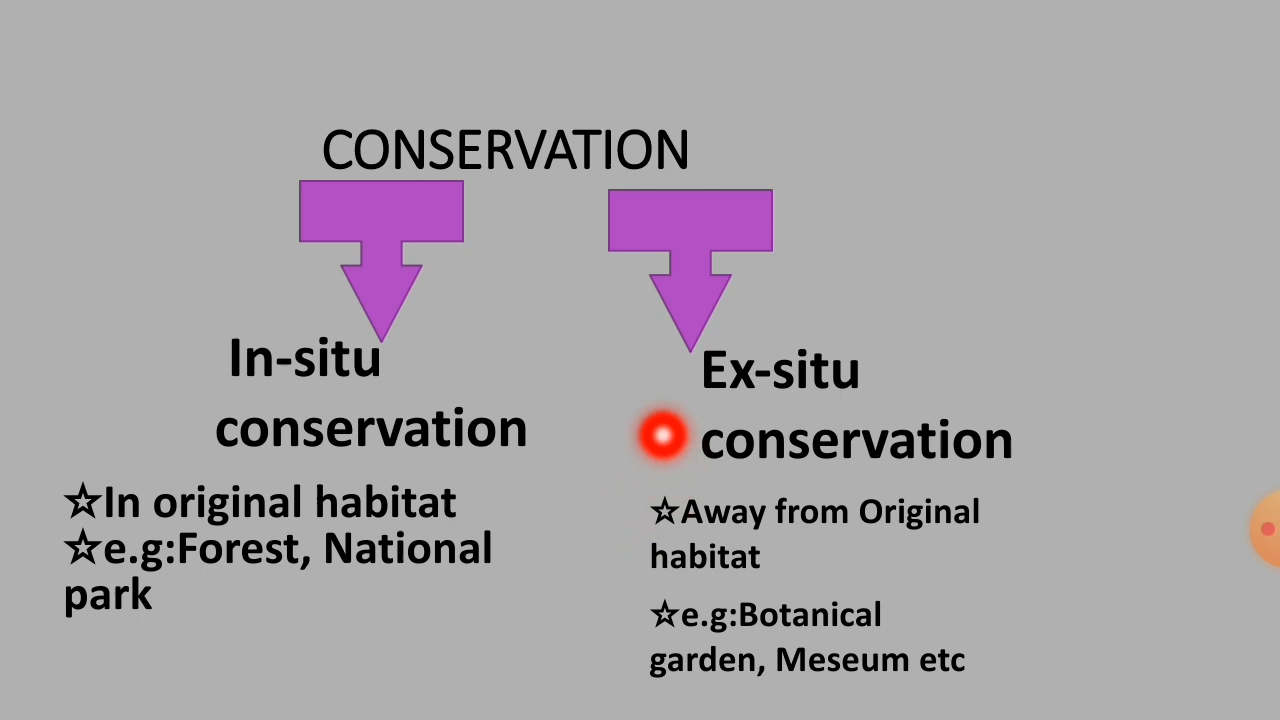 CONSERVATION
In-situ
conservation
☆In original habitat
☆e.g:Forest, National
park
Ex-situ
conservation
☆Away from Original
habitat
☆e.g:Botanical
garden, Meseum etc